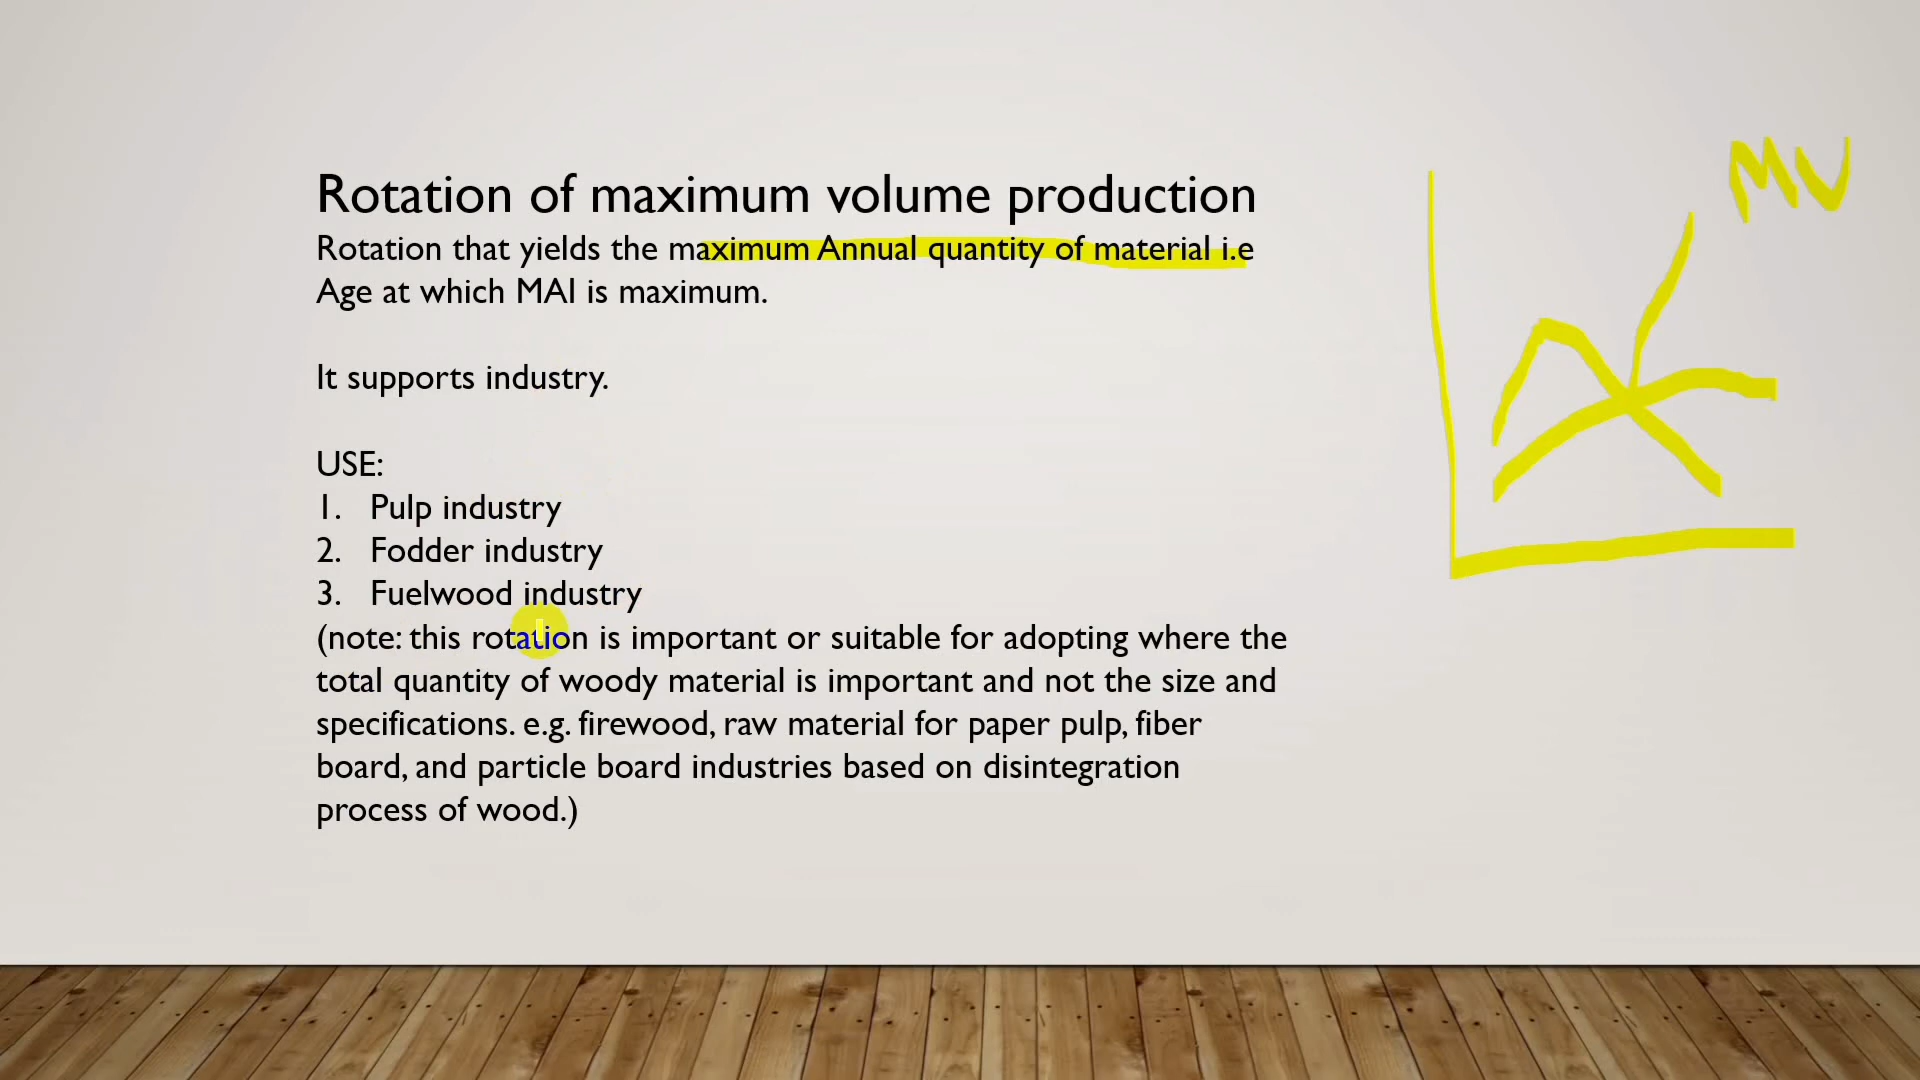 Rotation of maximum volume production
Rotation that yields the maximum Annual quantity of material i.e
Age at which MAI is maximum.
It supports industry.
USE:
1. Pulp industry
2. Fodder industry
3. Fuelwood industry
(note: this rotation is important or suitable for adopting where the
total quantity of woody material is important and not the size and
specifications. e.g. firewood, raw material for paper pulp, fiber
board, and particle board industries based on disintegration
process of wood.)
MV